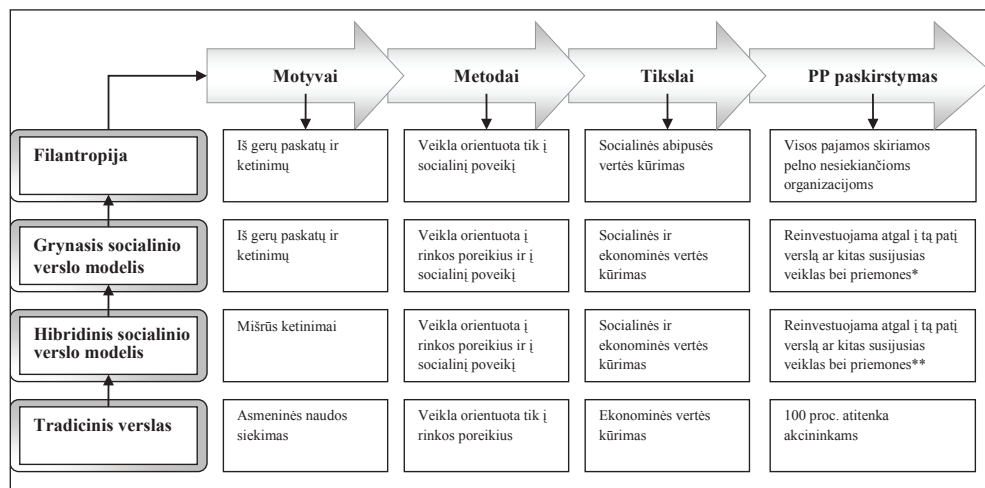 Motyvai
Metodai
Tikslai
PP paskirstymas
Filantropija
Iš gerų paskatų ir
ketinimų
Veikla orientuota tik į
socialinį poveikį
Socialinės abipusės
vertės kūrimas
Visos pajamos skiriamos
pelno nesiekiančioms
organizacijoms
Grynasis socialinio
verslo modelis
Iš gerų paskatų ir
ketinimų
Veikla orientuota į
rinkos poreikius ir į
socialinį poveikį
Socialinės ir
ekonominės vertės
kūrimas
Reinvestuojama atgal į tą patį
verslą ar kitas susijusias
veiklas bei priemones*
Hibridinis socialinio
verslo modelis
Mišrūs ketinimai
Veikla orientuota į
rinkos poreikius ir į
socialinį poveikį
Socialinės ir
ekonominės vertės
kūrimas
Reinvestuojama atgal į tą patį
verslą ar kitas susijusias
veiklas bei priemones**
Tradicinis verslas
Asmeninės naudos
siekimas
Veikla orientuota tik į
rinkos poreikius
Ekonominės vertės
kūrimas
100 proc. atitenka
akcininkams